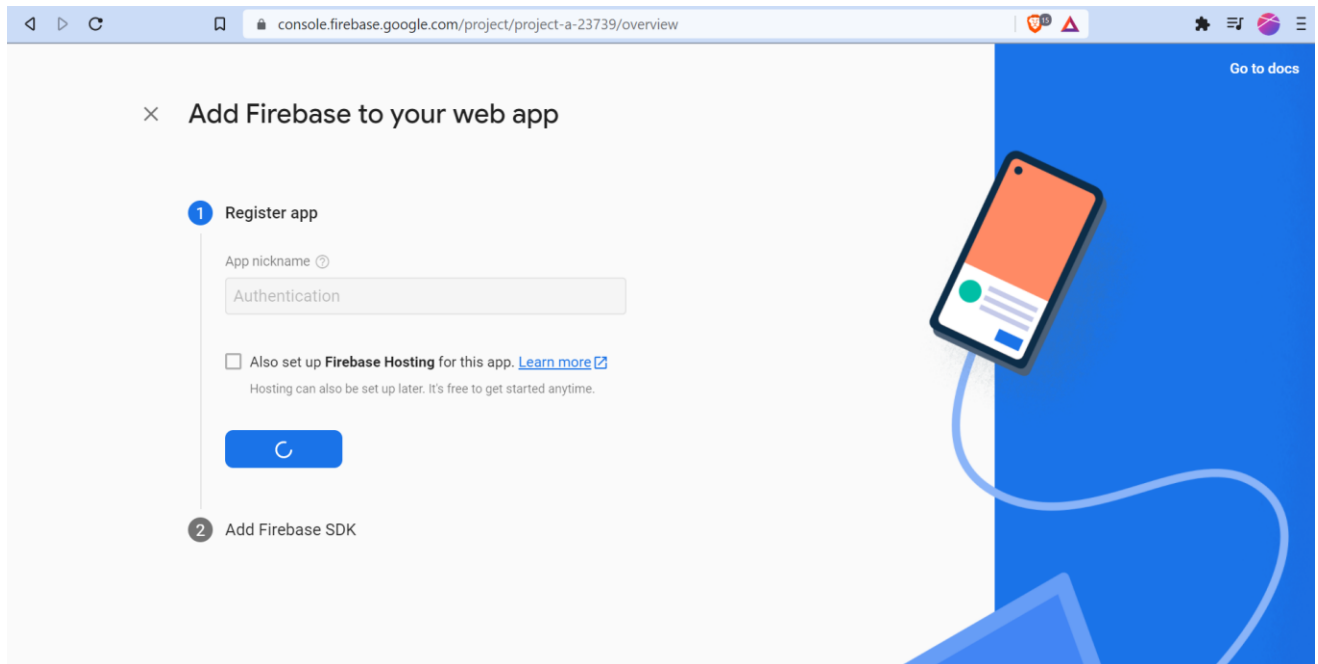 console.firebase.google.com/project/project-a-23739/overview
15
Go to docs
Add Firebase to your web app
1 Register app
App nickname ?
Authentication
Also set up Firebase Hosting for this app. Learn more
Hosting can also be set up later. It's free to get started anytime.
2 Add Firebase SDK